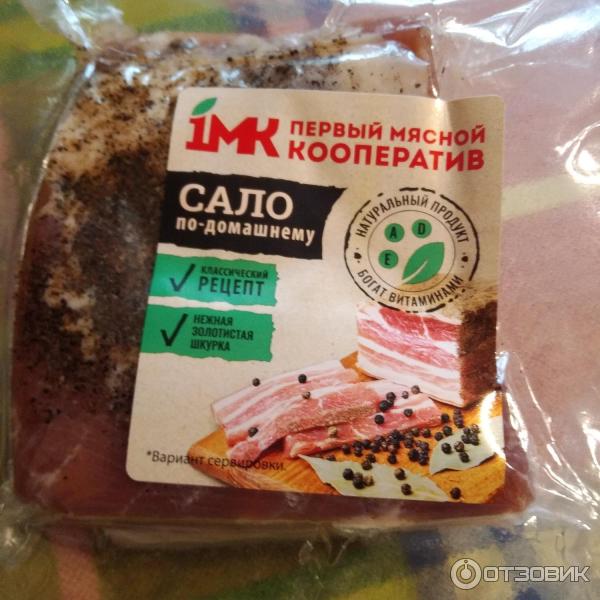 1МК ПЕРВЫЙ МЯСНОЙ
КООПЕРАТИВ
САЛО
по-домашнему
НАТУРАЛЬНЫЙ ПРОДУКТ
A D
E
БОГАТ ВИТАМИНАМИ
КЛАССИЧЕСКИЙ
РЕЦЕПТ
НЕЖНАЯ
ЗОЛОТИСТАЯ
ШКУРКА
*Вариант сервировки.
ОТЗОВИК